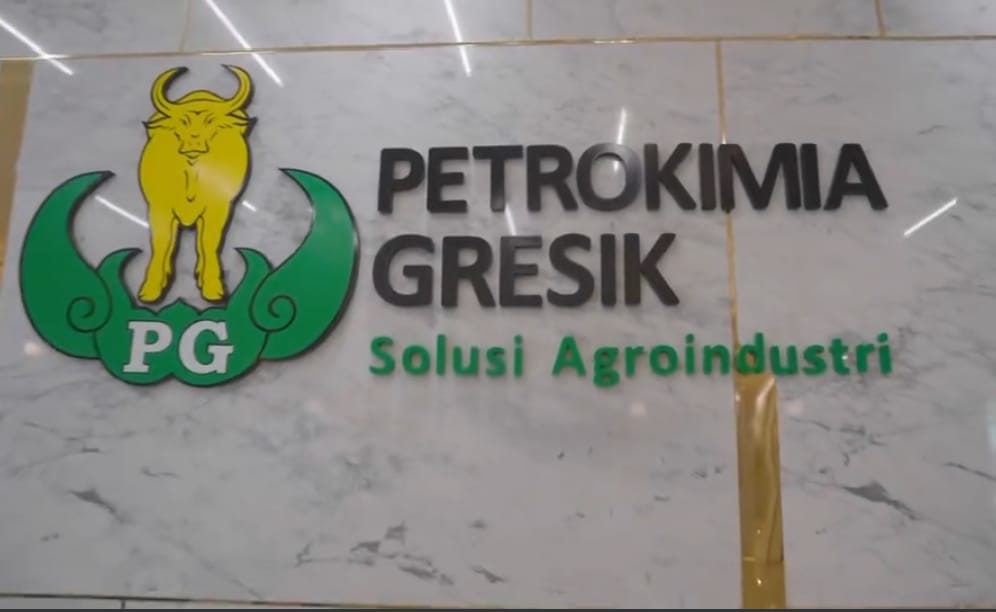 PETROKIMIA
GRESIK
Solusi Agroindustri
PG